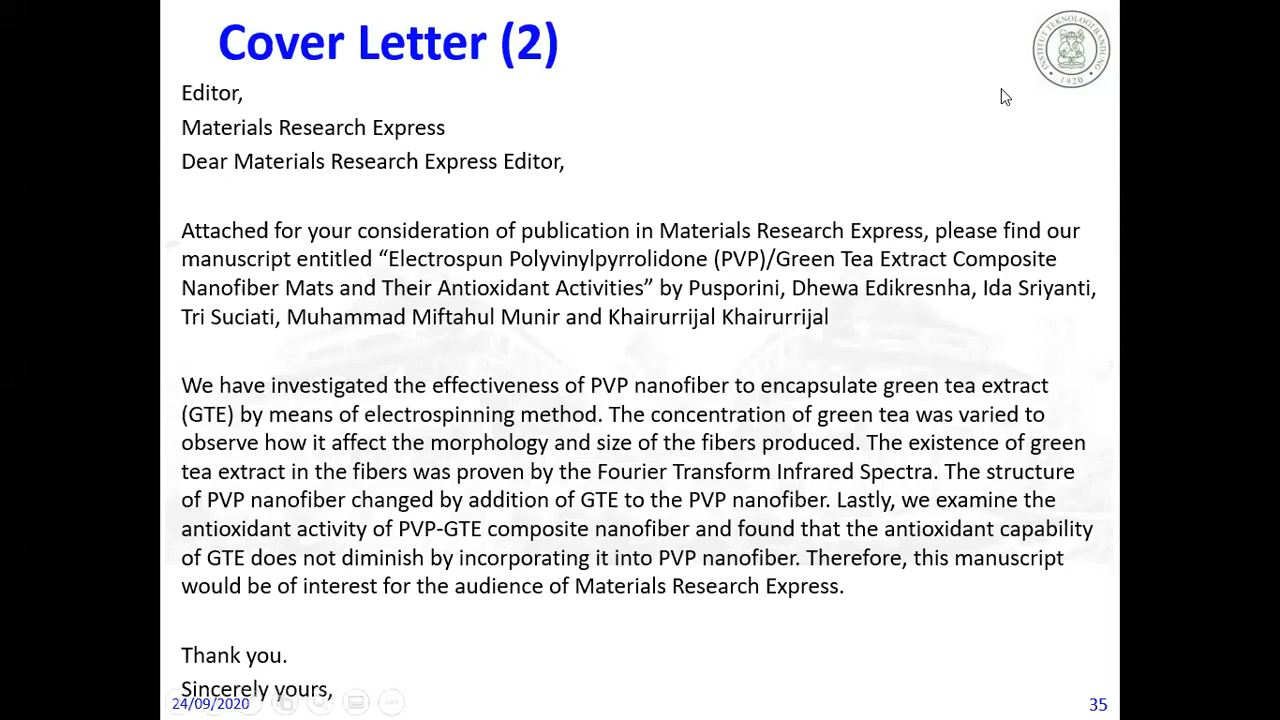 Cover Letter (2)
INSTITUT TEKNOLOGI BANDUNG
1920
Editor,
Materials Research Express
Dear Materials Research Express Editor,
Attached for your consideration of publication in Materials Research Express, please find our
manuscript entitled “Electrospun Polyvinylpyrrolidone (PVP)/Green Tea Extract Composite
Nanofiber Mats and Their Antioxidant Activities” by Pusporini, Dhewa Edikresnha, Ida Sriyanti,
Tri Suciati, Muhammad Miftahul Munir and Khairurrijal Khairurrijal
We have investigated the effectiveness of PVP nanofiber to encapsulate green tea extract
(GTE) by means of electrospinning method. The concentration of green tea was varied to
observe how it affect the morphology and size of the fibers produced. The existence of green
tea extract in the fibers was proven by the Fourier Transform Infrared Spectra. The structure
of PVP nanofiber changed by addition of GTE to the PVP nanofiber. Lastly, we examine the
antioxidant activity of PVP-GTE composite nanofiber and found that the antioxidant capability
of GTE does not diminish by incorporating it into PVP nanofiber. Therefore, this manuscript
would be of interest for the audience of Materials Research Express.
Thank you.
Sincerely yours,
24/09/2020
35